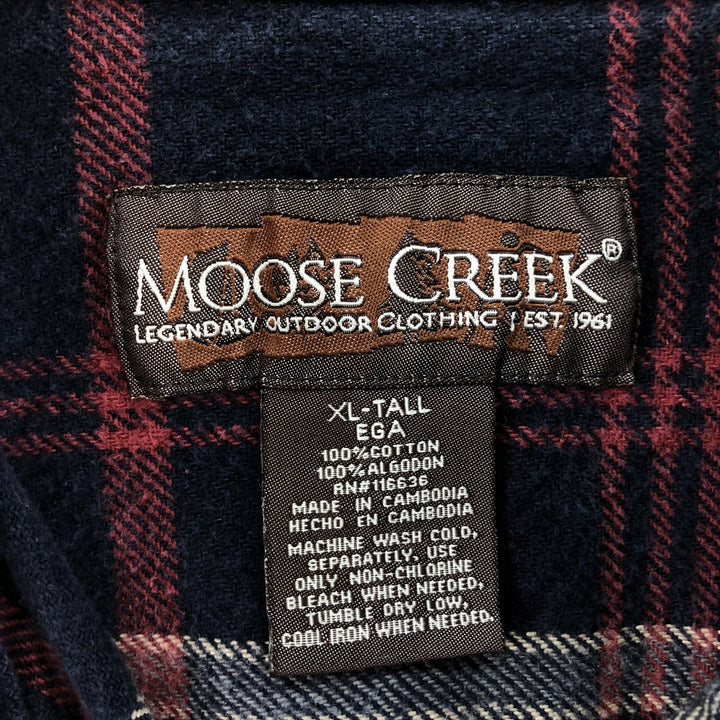 MOOSE CREEK®
LEGENDARY OUTDOOR CLOTHING | EST. 1961
XL-TALL
EGA
100%COTTON
100%ALGODON
RN#116636
MADE IN CAMBODIA
HECHO EN CAMBODIA
MACHINE WASH COLD,
SEPARATELY, USE
ONLY NON-CHLORINE
BLEACH WHEN NEEDED,
TUMBLE DRY LOW,
COOL IRON WHEN NEEDED.